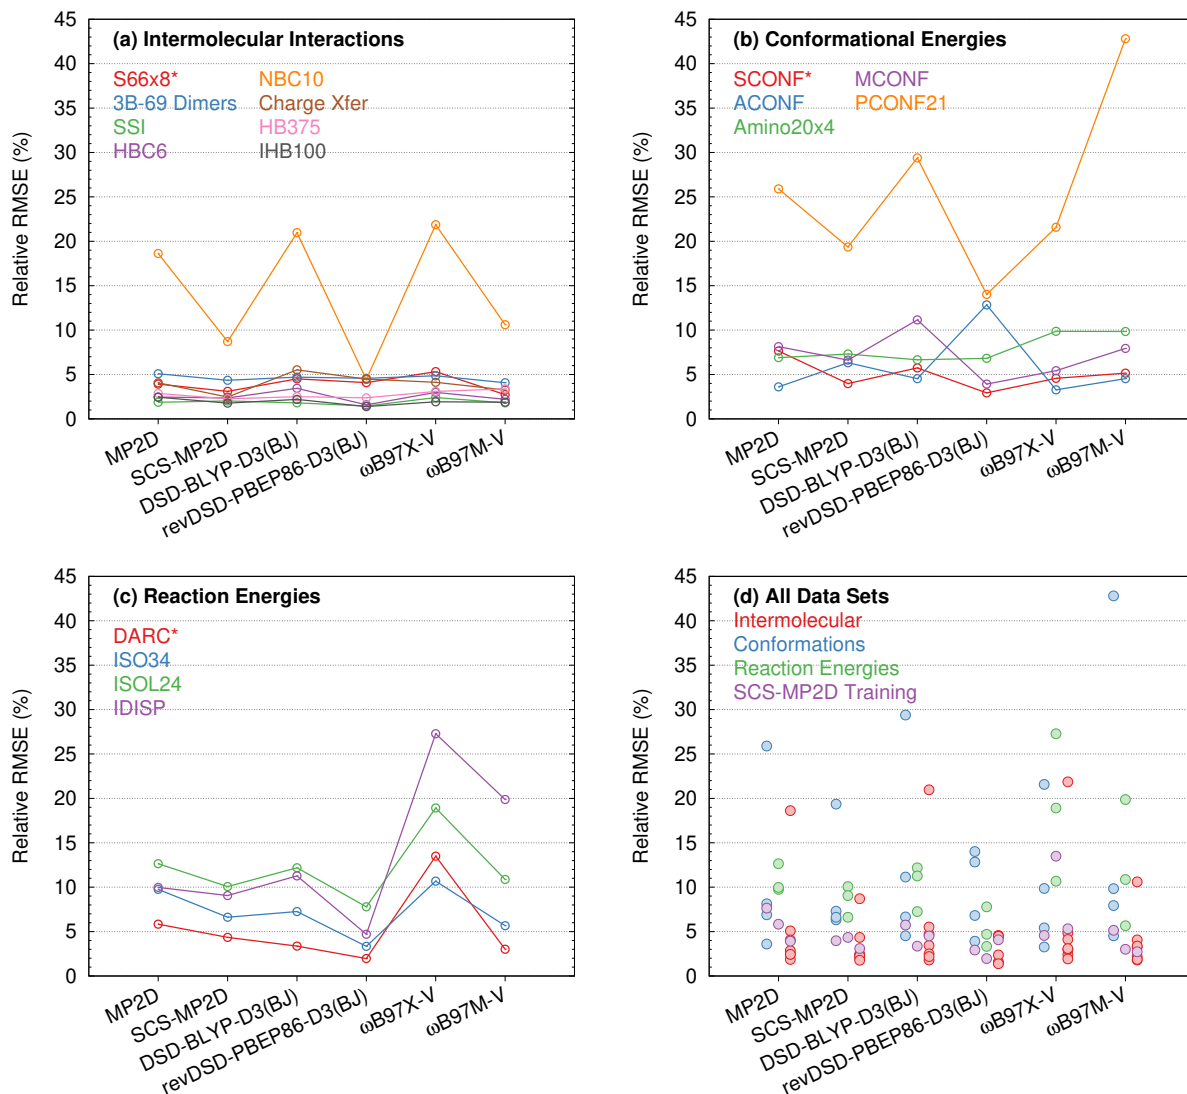 (a) Intermolecular Interactions
S66x8*
3B-69 Dimers
SSI
HBC6
NBC10
Charge Xfer
HB375
IHB100
Relative RMSE (%)
45
40
35
30
25
20
15
10
5
0
MP2D
SCS-MP2D
DSD-BLYP-D3(BJ)
revDSD-PBEP86-D3(BJ)
ωB97X-V
ωB97M-V
(b) Conformational Energies
SCONF*
ACONF
Amino20x4
MCONF
PCONF21
Relative RMSE (%)
45
40
35
30
25
20
15
10
5
0
MP2D
SCS-MP2D
DSD-BLYP-D3(BJ)
revDSD-PBEP86-D3(BJ)
ωB97X-V
ωB97M-V
(c) Reaction Energies
DARC*
ISO34
ISOL24
IDISP
Relative RMSE (%)
45
40
35
30
25
20
15
10
5
0
MP2D
SCS-MP2D
DSD-BLYP-D3(BJ)
revDSD-PBEP86-D3(BJ)
ωB97X-V
ωB97M-V
(d) All Data Sets
Intermolecular
Conformations
Reaction Energies
SCS-MP2D Training
Relative RMSE (%)
45
40
35
30
25
20
15
10
5
0
MP2D
SCS-MP2D
DSD-BLYP-D3(BJ)
revDSD-PBEP86-D3(BJ)
ωB97X-V
ωB97M-V